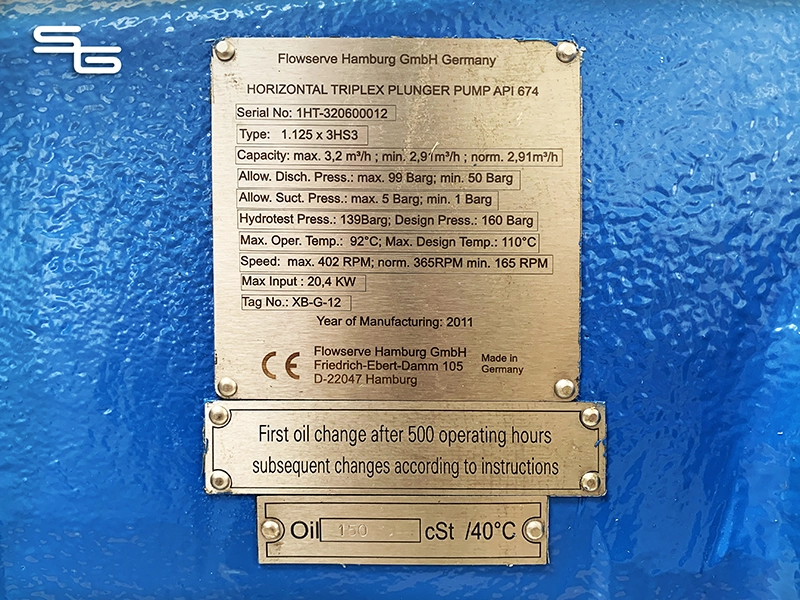 SG
Flowserve Hamburg GmbH Germany
HORIZONTAL TRIPLEX PLUNGER PUMP API 674
Serial No: 1HT-320600012
Type: 1.125 x 3HS3
Capacity: max. 3,2 m³/h ; min. 2,91m³/h ; norm. 2,91m³/h
Allow. Disch. Press.: max. 99 Barg; min. 50 Barg
Allow. Suct. Press.: max. 5 Barg; min. 1 Barg
Hydrotest Press.: 139Barg; Design Press.: 160 Barg
Max. Oper. Temp.: 92°C; Max. Design Temp.: 110°C
Speed: max. 402 RPM; norm. 365RPM min. 165 RPM
Max Input : 20,4 KW
Tag No.: XB-G-12
Year of Manufacturing: 2011
CE
Flowserve Hamburg GmbH
Friedrich-Ebert-Damm 105
D-22047 Hamburg
Made in
Germany
First oil change after 500 operating hours
subsequent changes according to instructions
Oil 150 cSt /40°C